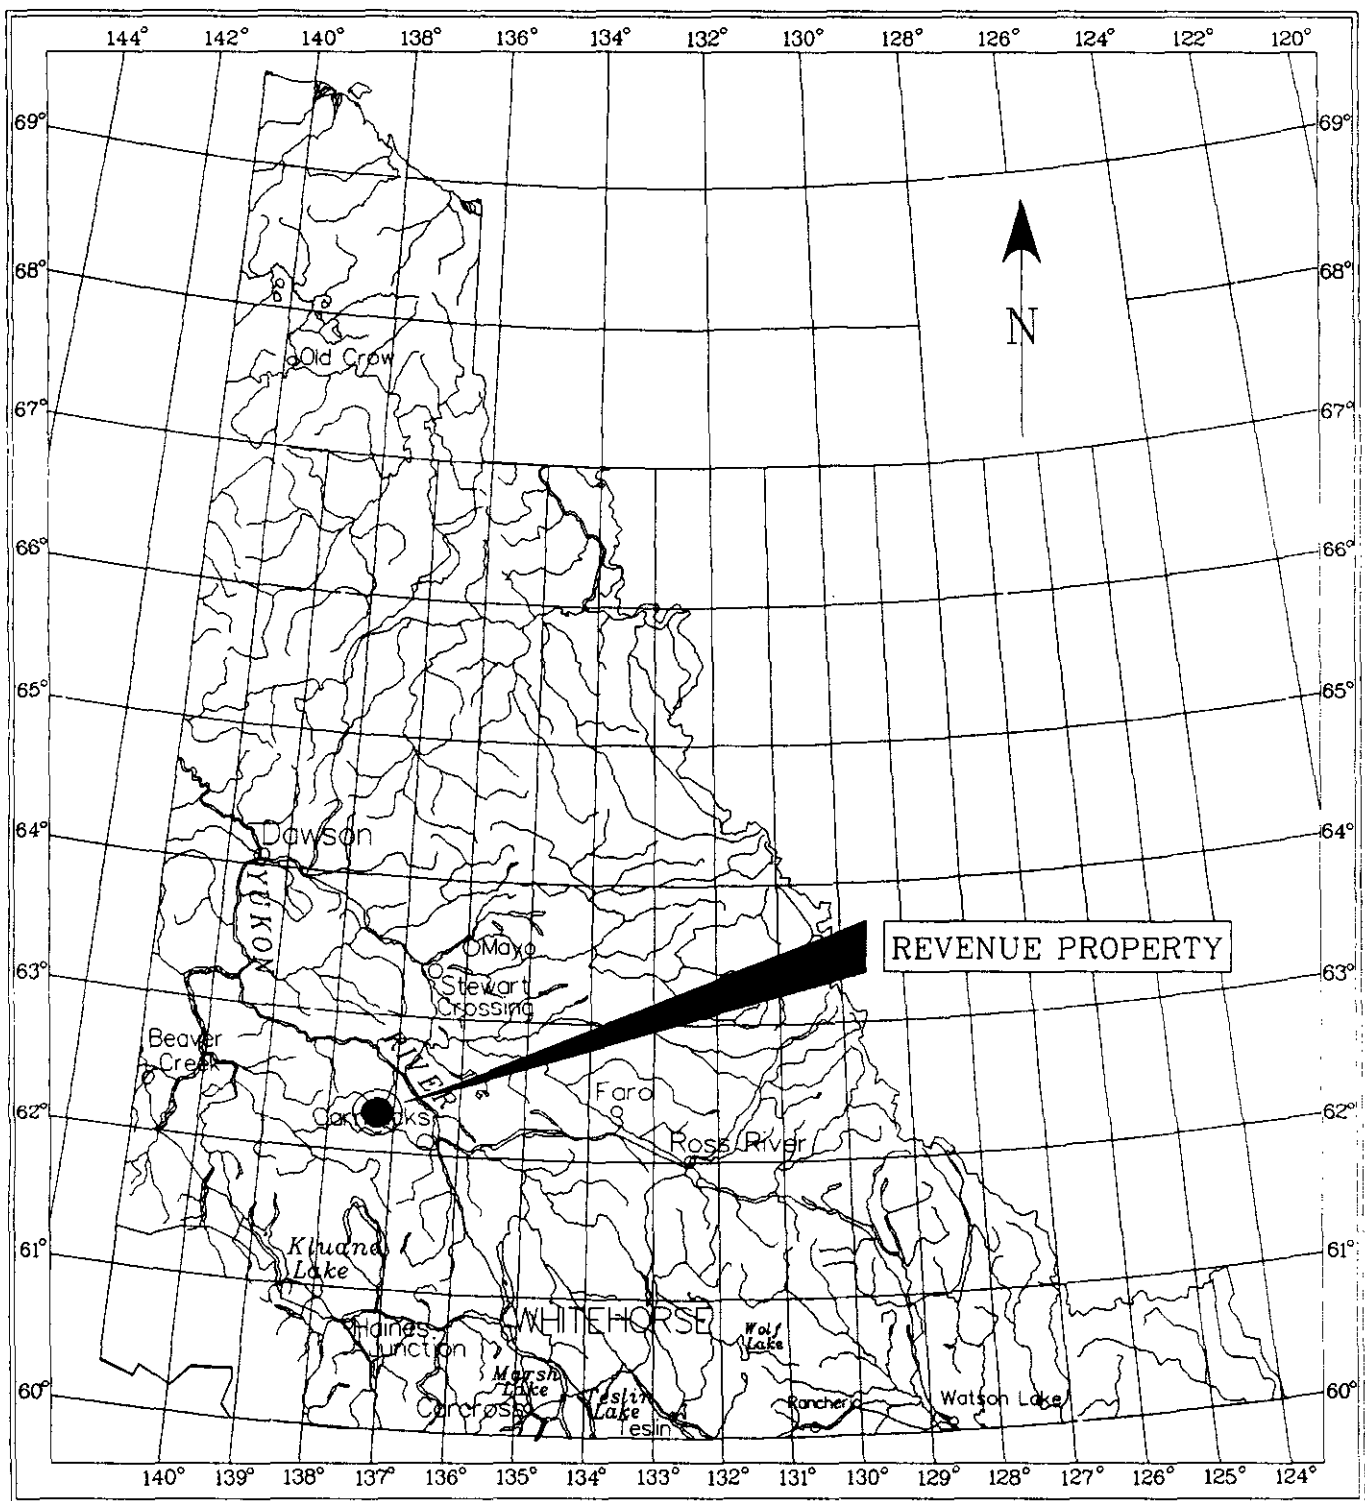 144° 142° 140° 138° 136° 134° 132° 130° 128° 126° 124° 122° 120°
69° 69°
68° 68°
N
Old Crow
67° 67°
66° 66°
65° 65°
64° 64°
Dawson
YUKON
REVENUE PROPERTY
Mayo
63° 63°
Stewart
Crossing
RIVER
Beaver
Creek
Faro
62° 62°
Ross River
61° 61°
Kluane
Lake
WHITEHORSE
Wolf
Lake
Haines
Junction
Marsh
Lake
60° 60°
Teslin
Lake
Carcross
Teslin
Rancheria
Watson Lake
140° 139° 138° 137° 136° 135° 134° 133° 132° 131° 130° 129° 128° 127° 126° 125° 124°